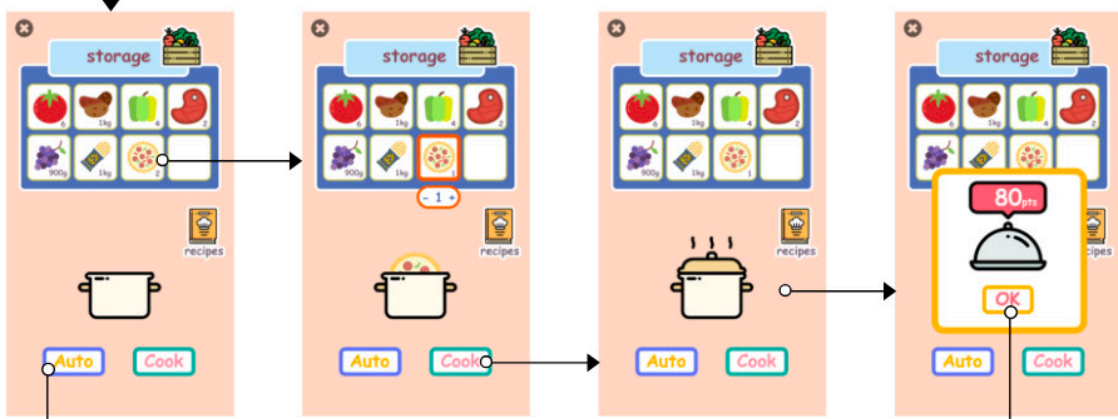 storage
6 1kg 4 2
900g 1kg 2
recipes
Auto Cook
storage
6 1kg 4 2
900g 1kg 1
- 1 +
recipes
Auto Cook
storage
6 1kg 4 2
900g 1kg 1
recipes
Auto Cook
storage
6 1kg 4 2
80pts
ecipes
OK
Auto Cook